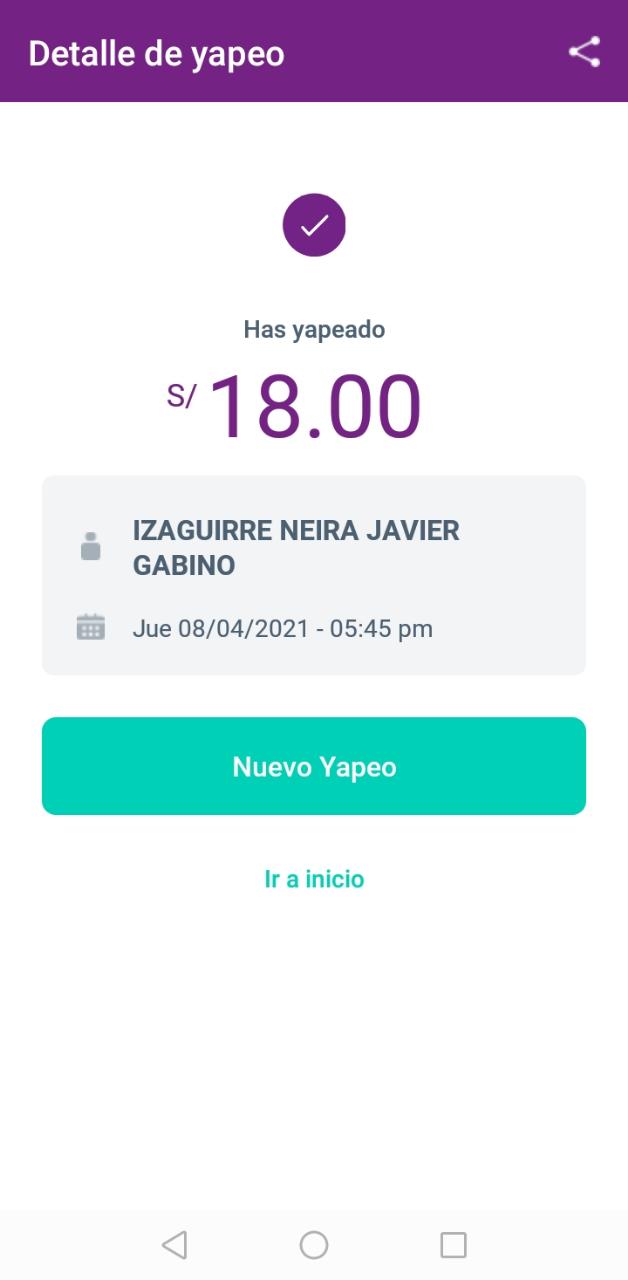 Detalle de yapeo
Has yapeado
S/ 18.00
IZAGUIRRE NEIRA JAVIER
GABINO
Jue 08/04/2021 - 05:45 pm
Nuevo Yapeo
Ir a inicio